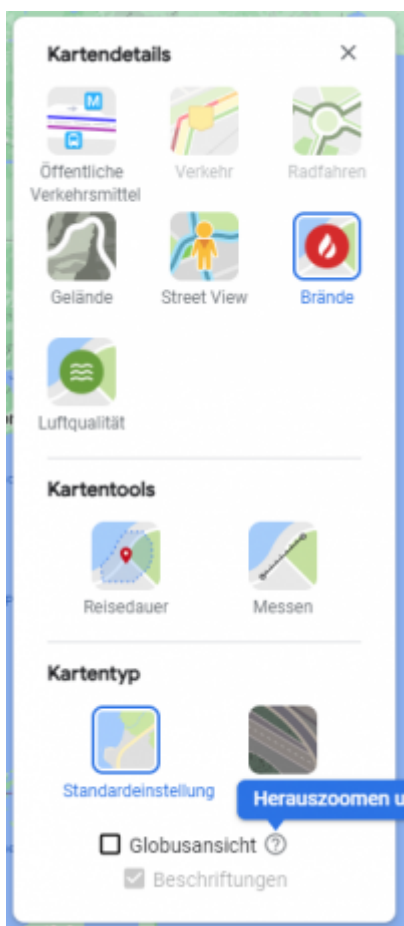 Kartendetails
M
Öffentliche
Verkehrsmittel
Verkehr
Radfahren
Gelände
Street View
Brände
Luftqualität
Kartentools
Reisedauer
Messen
Kartentyp
Standardeinstellung
Herauszoomen u
Globusansicht ?
Beschriftungen